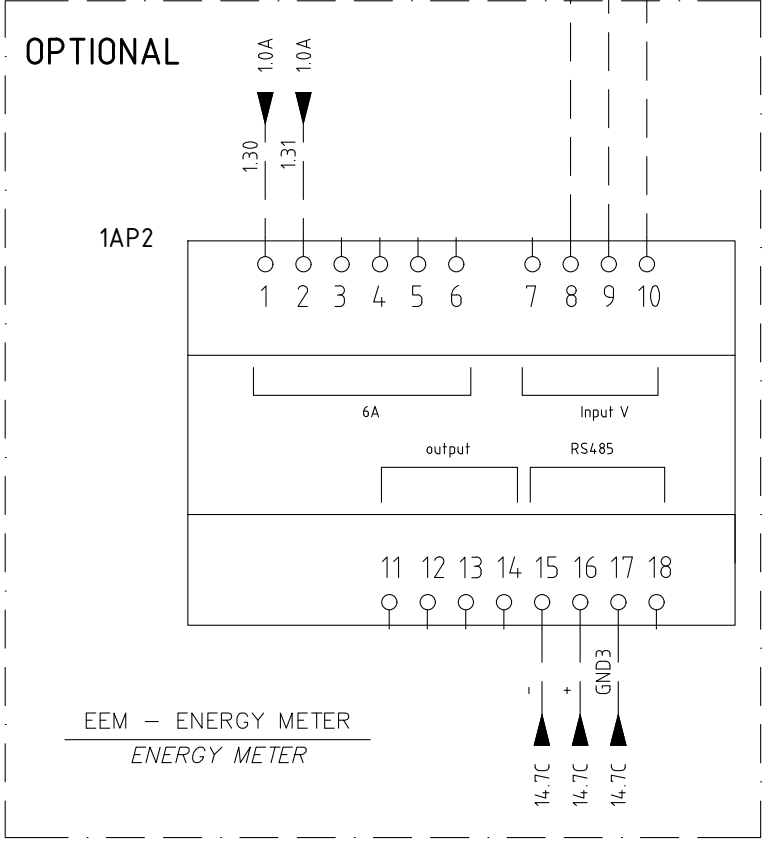 OPTIONAL
1.0A 1.0A
1.30 1.31
1AP2
1 2 3 4 5 6 7 8 9 10
6A Input V
output RS485
11 12 13 14 15 16 17 18
- + GND3
EEM – ENERGY METER
ENERGY METER
14.7C 14.7C 14.7C